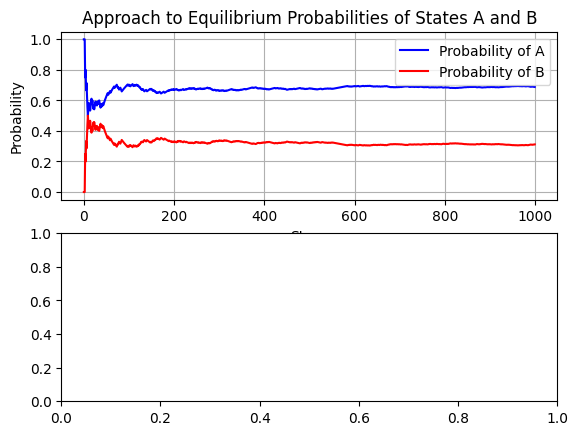 Approach to Equilibrium Probabilities of States A and B
1.0
0.8
0.6
0.4
0.2
0.0
Probability
Probability of A
Probability of B
0 200 400 600 800 1000
1.0
0.8
0.6
0.4
0.2
0.0
0.0 0.2 0.4 0.6 0.8 1.0